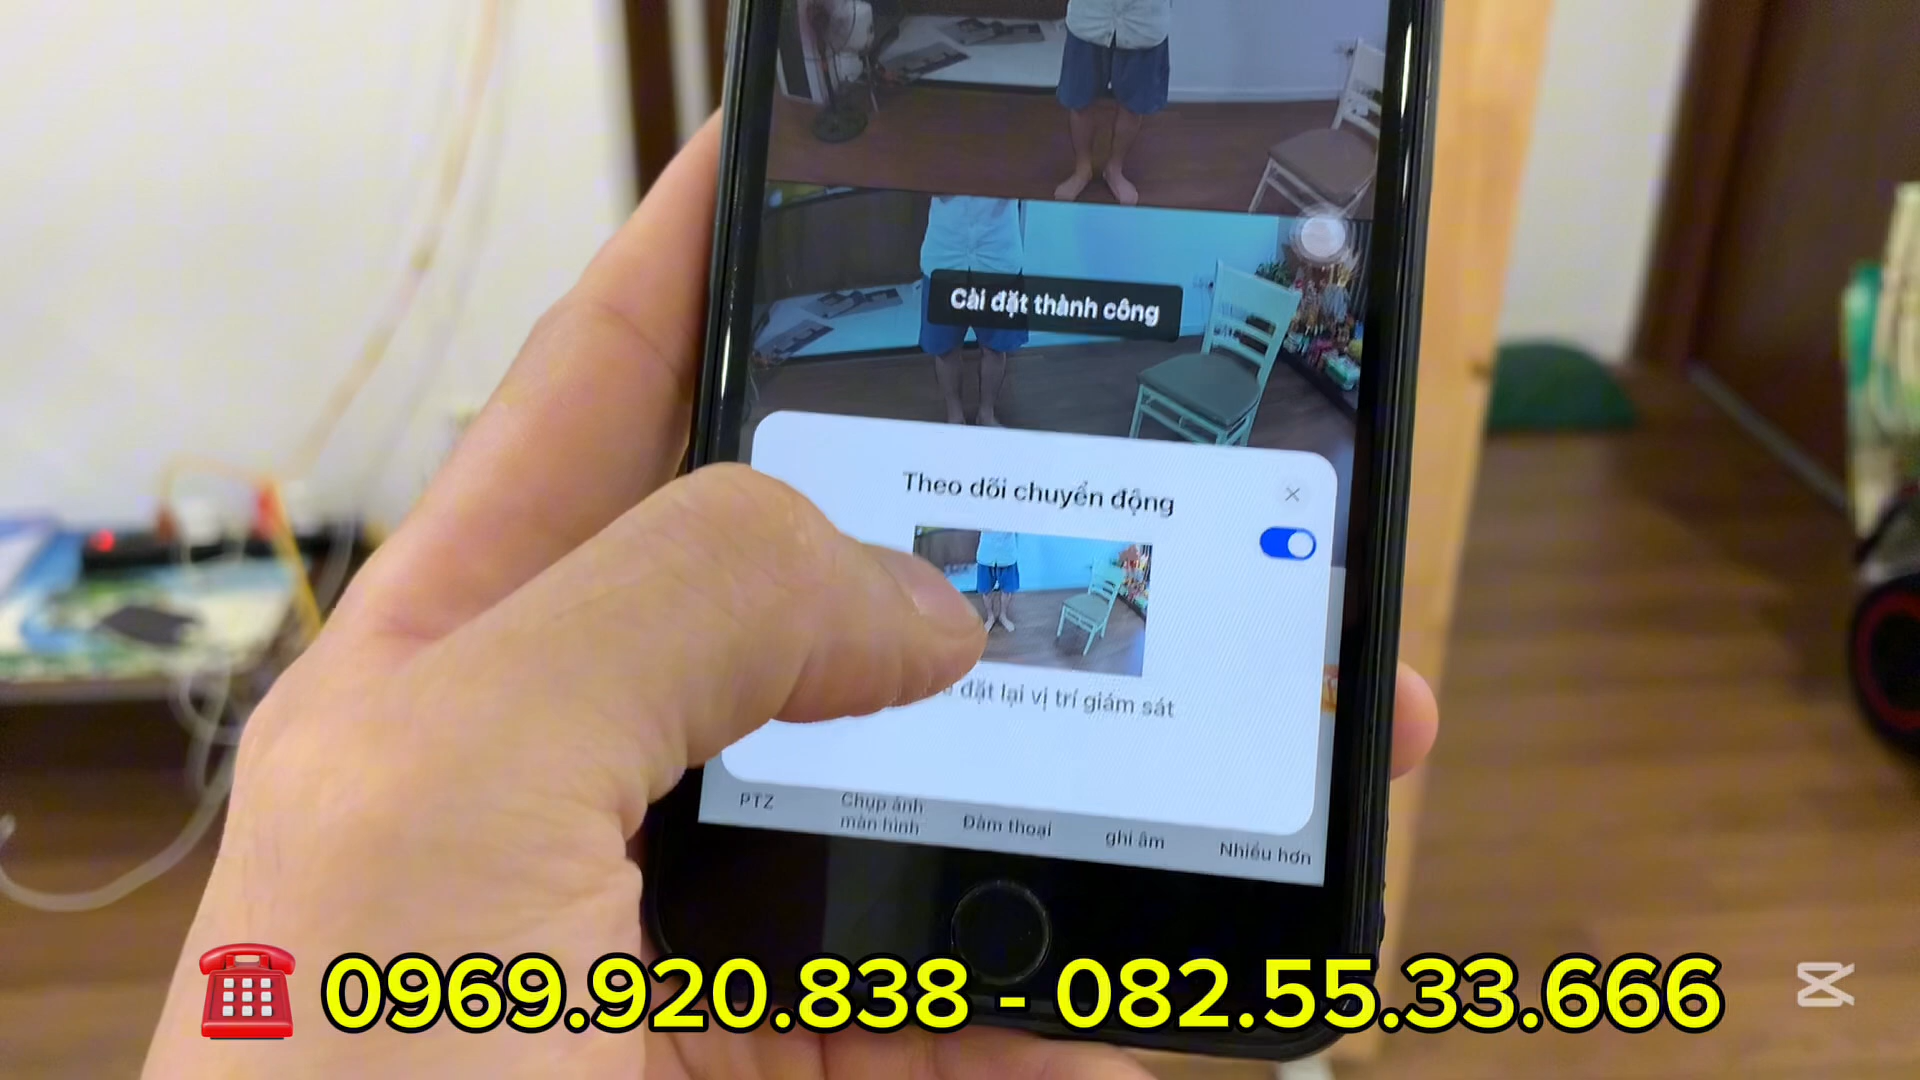 Cài đặt thành công
Theo dõi chuyển động
đặt lại vị trí giám sát
PTZ
Chụp ảnh
màn hình
Đàm thoại
ghi âm
Nhiều hơn
0969.920.838 - 082.55.33.666